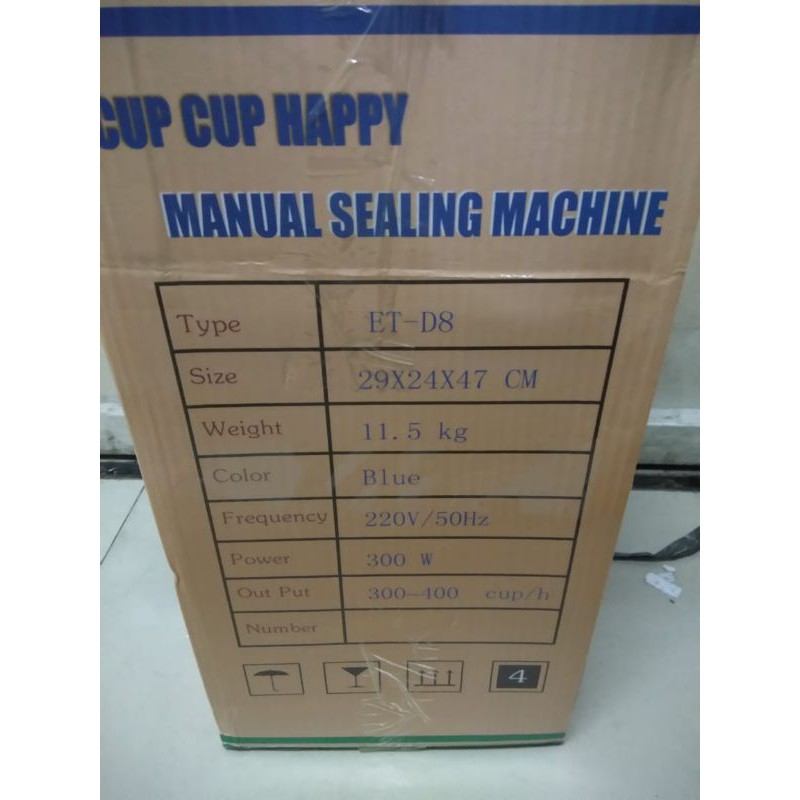 CUP CUP HAPPY
MANUAL SEALING MACHINE
Type ET-D8
Size 29X24X47 CM
Weight 11.5 kg
Color Blue
Frequency 220V/50Hz
Power 300 W
Out Put 300-400 cup/h
Number
4